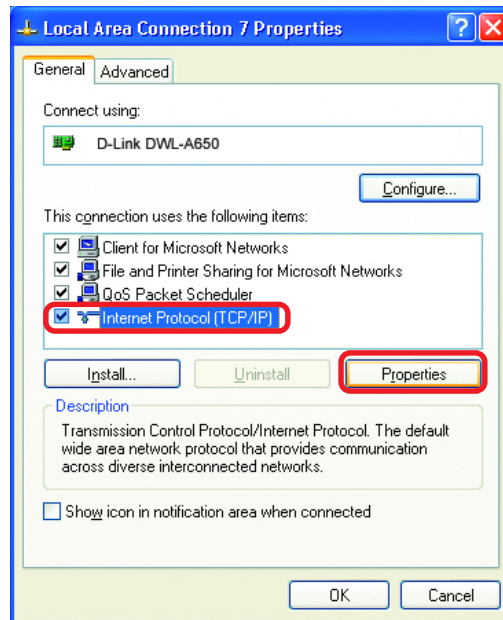 Local Area Connection 7 Properties
General
Advanced
Connect using:
D-Link DWL-A650
Configure...
This connection uses the following items:
Client for Microsoft Networks
File and Printer Sharing for Microsoft Networks
QoS Packet Scheduler
Internet Protocol (TCP/IP)
Install...
Uninstall
Properties
Description
Transmission Control Protocol/Internet Protocol. The default
wide area network protocol that provides communication
across diverse interconnected networks.
Show icon in notification area when connected
OK
Cancel